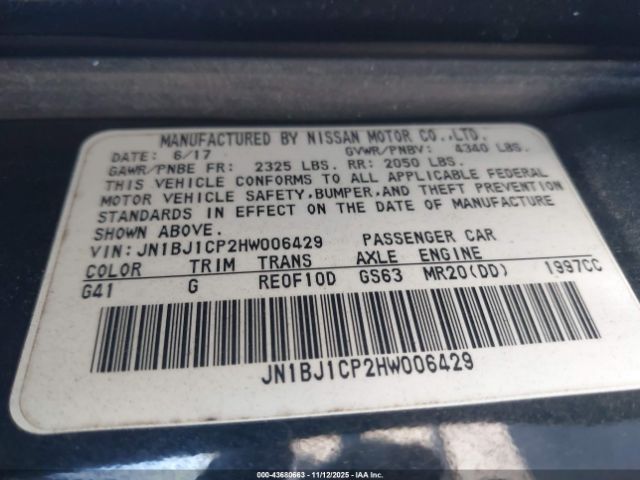 MANUFACTURED BY NISSAN MOTOR CO.,LTD.
DATE: 6/17 GVWR/PNBV: 4340 LBS.
GAWR/PNBE FR: 2325 LBS. RR: 2050 LBS.
THIS VEHICLE CONFORMS TO ALL APPLICABLE FEDERAL
MOTOR VEHICLE SAFETY,BUMPER,AND THEFT PREVENTION
STANDARDS IN EFFECT ON THE DATE OF MANUFACTURE
SHOWN ABOVE.
VIN: JN1BJ1CP2HW006429 PASSENGER CAR
COLOR TRIM TRANS AXLE ENGINE
G41 G RE0F10D GS63 MR20(DD) 1997CC
JN1BJ1CP2HW006429
000-43680663 - 11/12/2025 - IAAI.com